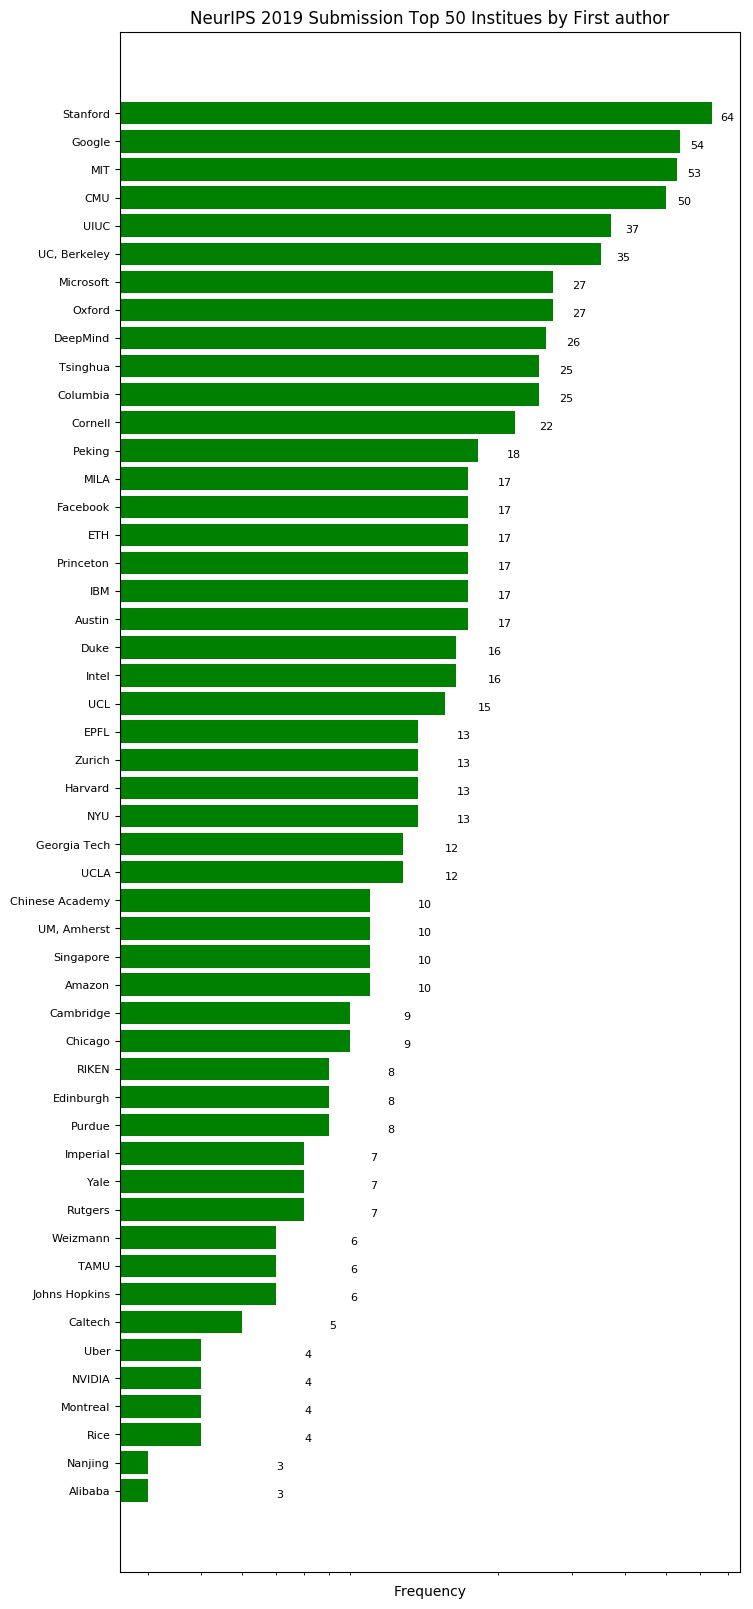 NeurIPS 2019 Submission Top 50 Institues by First author
Stanford 64
Google 54
MIT 53
CMU 50
UIUC 37
UC, Berkeley 35
Microsoft 27
Oxford 27
DeepMind 26
Tsinghua 25
Columbia 25
Cornell 22
Peking 18
MILA 17
Facebook 17
ETH 17
Princeton 17
IBM 17
Austin 17
Duke 16
Intel 16
UCL 15
EPFL 13
Zurich 13
Harvard 13
NYU 13
Georgia Tech 12
UCLA 12
Chinese Academy 10
UM, Amherst 10
Singapore 10
Amazon 10
Cambridge 9
Chicago 9
RIKEN 8
Edinburgh 8
Purdue 8
Imperial 7
Yale 7
Rutgers 7
Weizmann 6
TAMU 6
Johns Hopkins 6
Caltech 5
Uber 4
NVIDIA 4
Montreal 4
Rice 4
Nanjing 3
Alibaba 3
Frequency